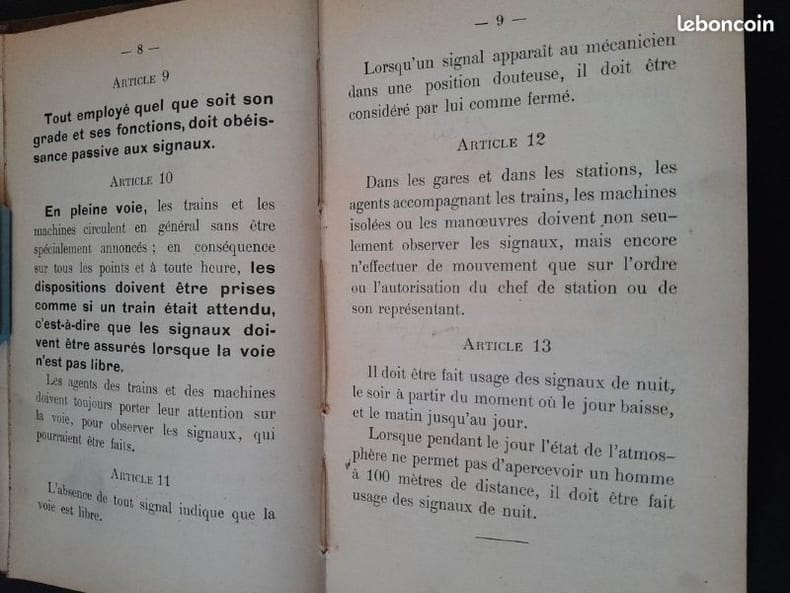 — 8 —
ARTICLE 9
Tout employé quel que soit son
grade et ses fonctions, doit obéis-
sance passive aux signaux.
ARTICLE 10
En pleine voie, les trains et les
machines circulent en général sans être
spécialement annoncés ; en conséquence
sur tous les points et à toute heure, les
dispositions doivent être prises
comme si un train était attendu,
c'est-à-dire que les signaux doi-
vent être assurés lorsque la voie
n'est pas libre.
Les agents des trains et des machines
doivent toujours porter leur attention sur
la voie, pour observer les signaux, qui
pourraient être faits.
ARTICLE 11
L'absence de tout signal indique que la
voie est libre.
leboncoin
— 9 —
Lorsqu'un signal apparaît au mécanicien
dans une position douteuse, il doit être
considéré par lui comme fermé.
ARTICLE 12
Dans les gares et dans les stations, les
agents accompagnant les trains, les machines
isolées ou les manœuvres doivent non seu-
lement observer les signaux, mais encore
n'effectuer de mouvement que sur l'ordre
ou l'autorisation du chef de station ou de
son représentant.
ARTICLE 13
Il doit être fait usage des signaux de nuit,
le soir à partir du moment où le jour baisse,
et le matin jusqu'au jour.
Lorsque pendant le jour l'état de l'atmos-
phère ne permet pas d'apercevoir un homme
à 100 mètres de distance, il doit être fait
usage des signaux de nuit.